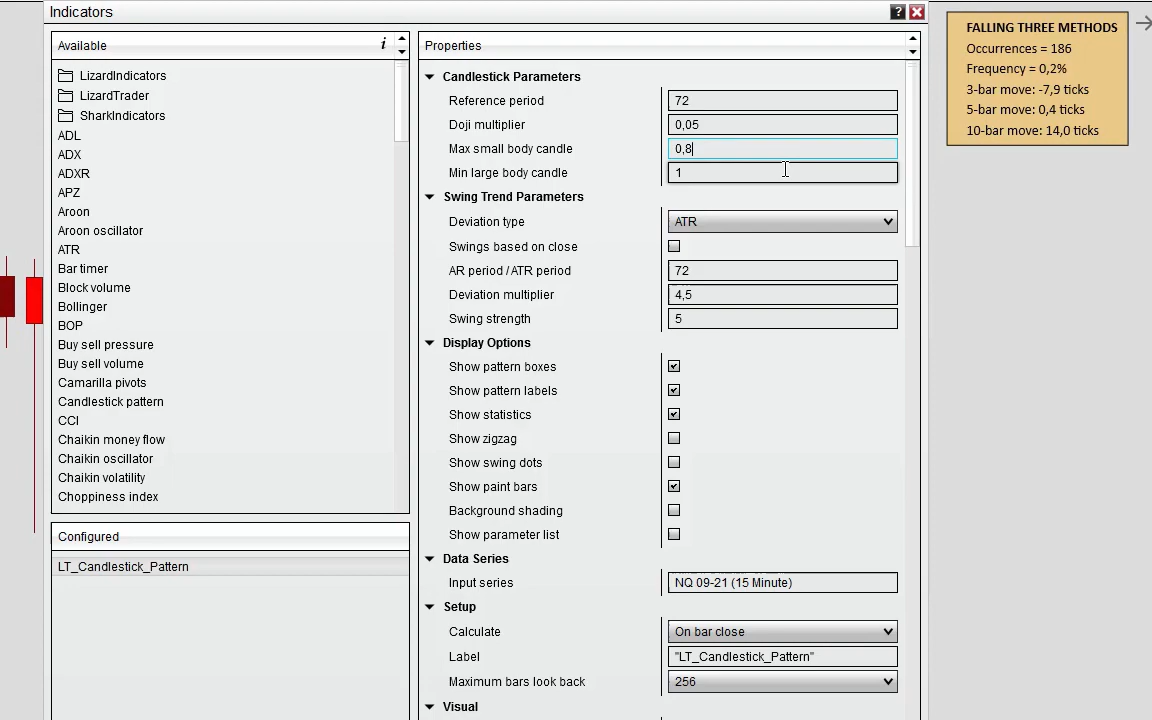 Indicators
?
Available
i
LizardIndicators
LizardTrader
SharkIndicators
ADL
ADX
ADXR
APZ
Aroon
Aroon oscillator
ATR
Bar timer
Block volume
Bollinger
BOP
Buy sell pressure
Buy sell volume
Camarilla pivots
Candlestick pattern
CCI
Chaikin money flow
Chaikin oscillator
Chaikin volatility
Choppiness index
Configured
LT_Candlestick_Pattern
Properties
Candlestick Parameters
Reference period 72
Doji multiplier 0,05
Max small body candle 0,8
Min large body candle 1
Swing Trend Parameters
Deviation type ATR
Swings based on close
AR period / ATR period 72
Deviation multiplier 4,5
Swing strength 5
Display Options
Show pattern boxes
Show pattern labels
Show statistics
Show zigzag
Show swing dots
Show paint bars
Background shading
Show parameter list
Data Series
Input series NQ 09-21 (15 Minute)
Setup
Calculate On bar close
Label "LT_Candlestick_Pattern"
Maximum bars look back 256
Visual
FALLING THREE METHODS
Occurrences = 186
Frequency = 0,2%
3-bar move: -7,9 ticks
5-bar move: 0,4 ticks
10-bar move: 14,0 ticks